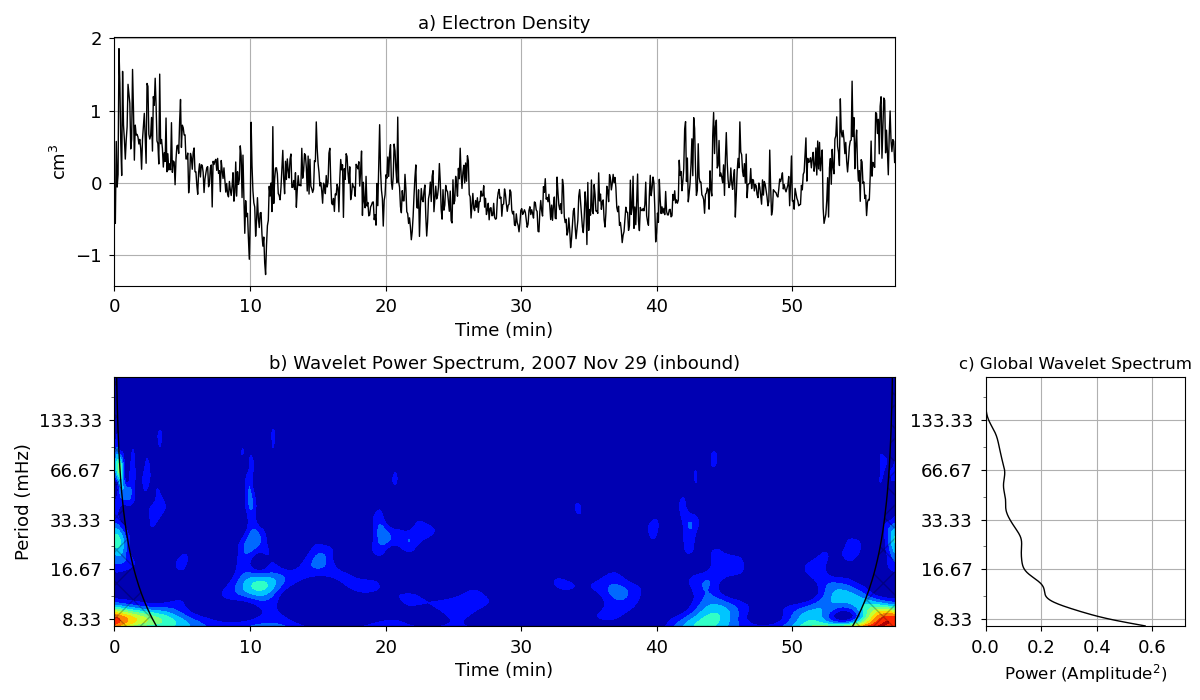 a) Electron Density
2
1
0
−1
cm³
0 10 20 30 40 50
Time (min)
b) Wavelet Power Spectrum, 2007 Nov 29 (inbound)
133.33
66.67
33.33
16.67
8.33
Period (mHz)
0 10 20 30 40 50
Time (min)
c) Global Wavelet Spectrum
133.33
66.67
33.33
16.67
8.33
0.0 0.2 0.4 0.6
Power (Amplitude²)